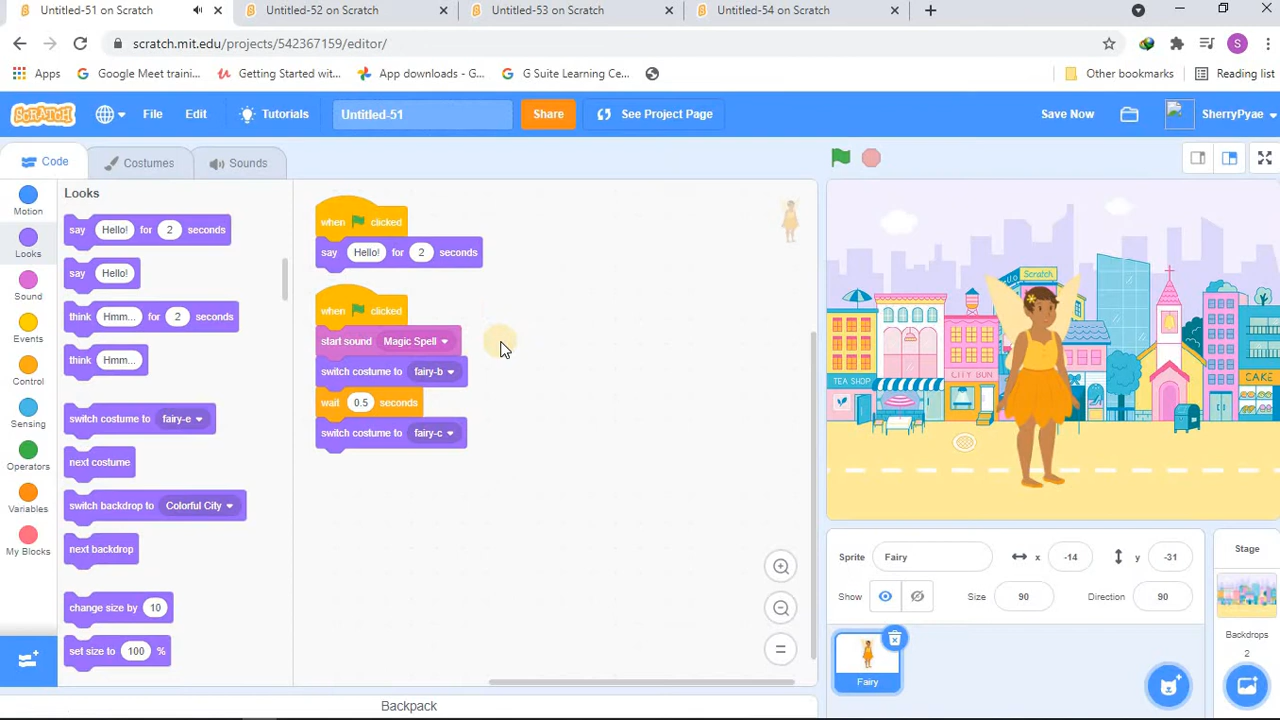 Untitled-51 on Scratch
Untitled-52 on Scratch
Untitled-53 on Scratch
Untitled-54 on Scratch
scratch.mit.edu/projects/542367159/editor/
S
Apps
Google Meet traini...
Getting Started wit...
App downloads - G...
G Suite Learning Ce...
Other bookmarks
Reading list
SCRATCH
File
Edit
Tutorials
Untitled-51
Share
See Project Page
Save Now
SherryPyae
Code
Costumes
Sounds
Motion
Looks
Sound
Events
Control
Sensing
Operators
Variables
My Blocks
Looks
say Hello! for 2 seconds
say Hello!
think Hmm... for 2 seconds
think Hmm...
switch costume to fairy-e
next costume
switch backdrop to Colorful City
next backdrop
change size by 10
set size to 100 %
when clicked
say Hello! for 2 seconds
when clicked
start sound Magic Spell
switch costume to fairy-b
wait 0.5 seconds
switch costume to fairy-c
Scratch
TEA SHOP
CITY BUN
CAKE
Sprite Fairy x -14 y -31
Show Size 90 Direction 90
Fairy
Stage
Backdrops
2
Backpack